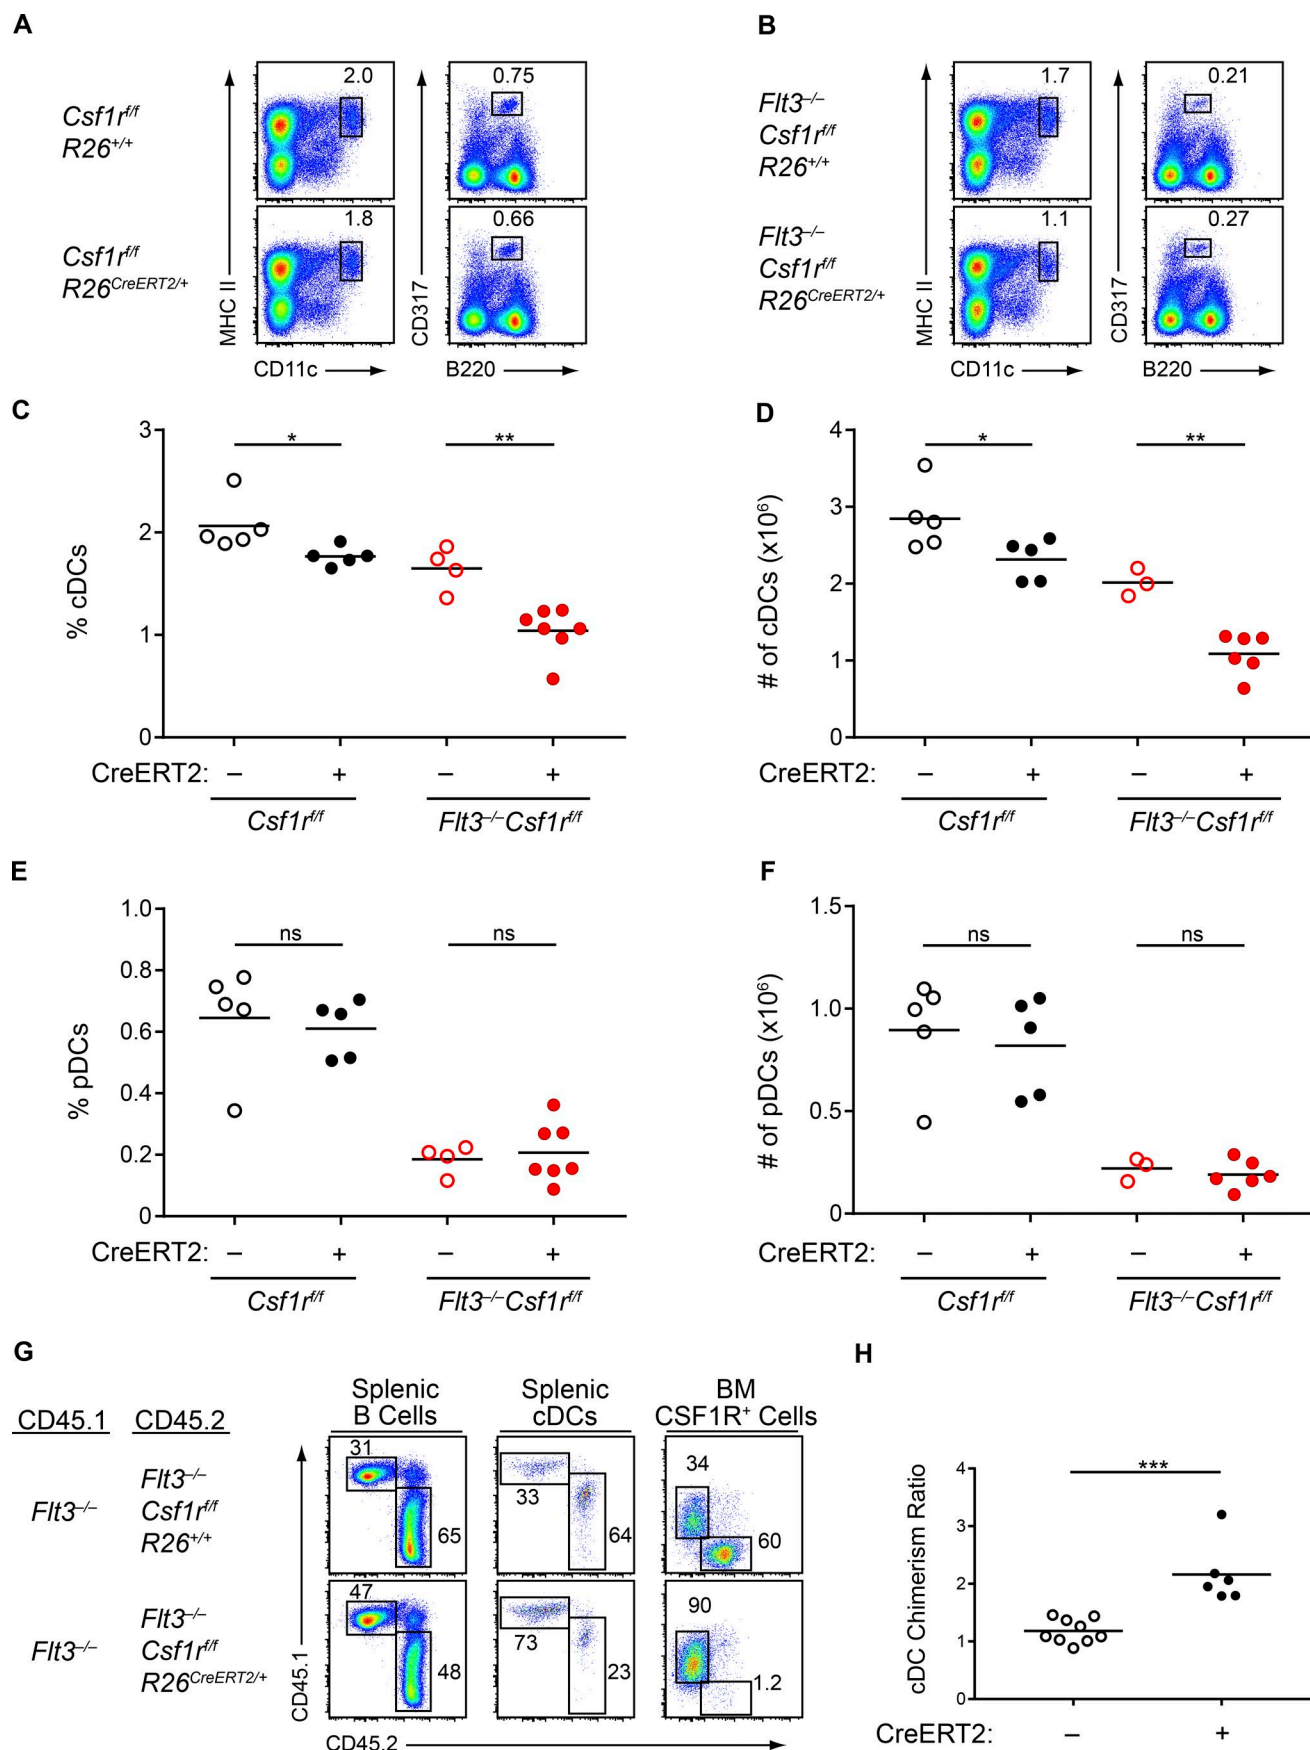 A
B
2.0
0.75
1.7
0.21
Csf1r^f/f
R26^+/+
Flt3^–/–
Csf1r^f/f
R26^+/+
1.8
0.66
1.1
0.27
Csf1r^f/f
R26^CreERT2/+
Flt3^–/–
Csf1r^f/f
R26^CreERT2/+
MHC II
CD317
MHC II
CD317
CD11c
B220
CD11c
B220
C
D
3
2
1
0
% cDCs
*
**
CreERT2: – + – +
Csf1r^f/f
Flt3^–/–Csf1r^f/f
4
3
2
1
0
# of cDCs (x10^6)
*
**
CreERT2: – + – +
Csf1r^f/f
Flt3^–/–Csf1r^f/f
E
F
1.0
0.8
0.6
0.4
0.2
0
% pDCs
ns
ns
CreERT2: – + – +
Csf1r^f/f
Flt3^–/–Csf1r^f/f
1.5
1.0
0.5
0
# of pDCs (x10^6)
ns
ns
CreERT2: – + – +
Csf1r^f/f
Flt3^–/–Csf1r^f/f
G
H
CD45.1
CD45.2
Splenic
B Cells
Splenic
cDCs
BM
CSF1R^+ Cells
Flt3^–/–
Flt3^–/–
Csf1r^f/f
R26^+/+
31
65
33
64
34
60
Flt3^–/–
Flt3^–/–
Csf1r^f/f
R26^CreERT2/+
47
48
73
23
90
1.2
CD45.1
CD45.2
4
3
2
1
0
cDC Chimerism Ratio
***
CreERT2: – +